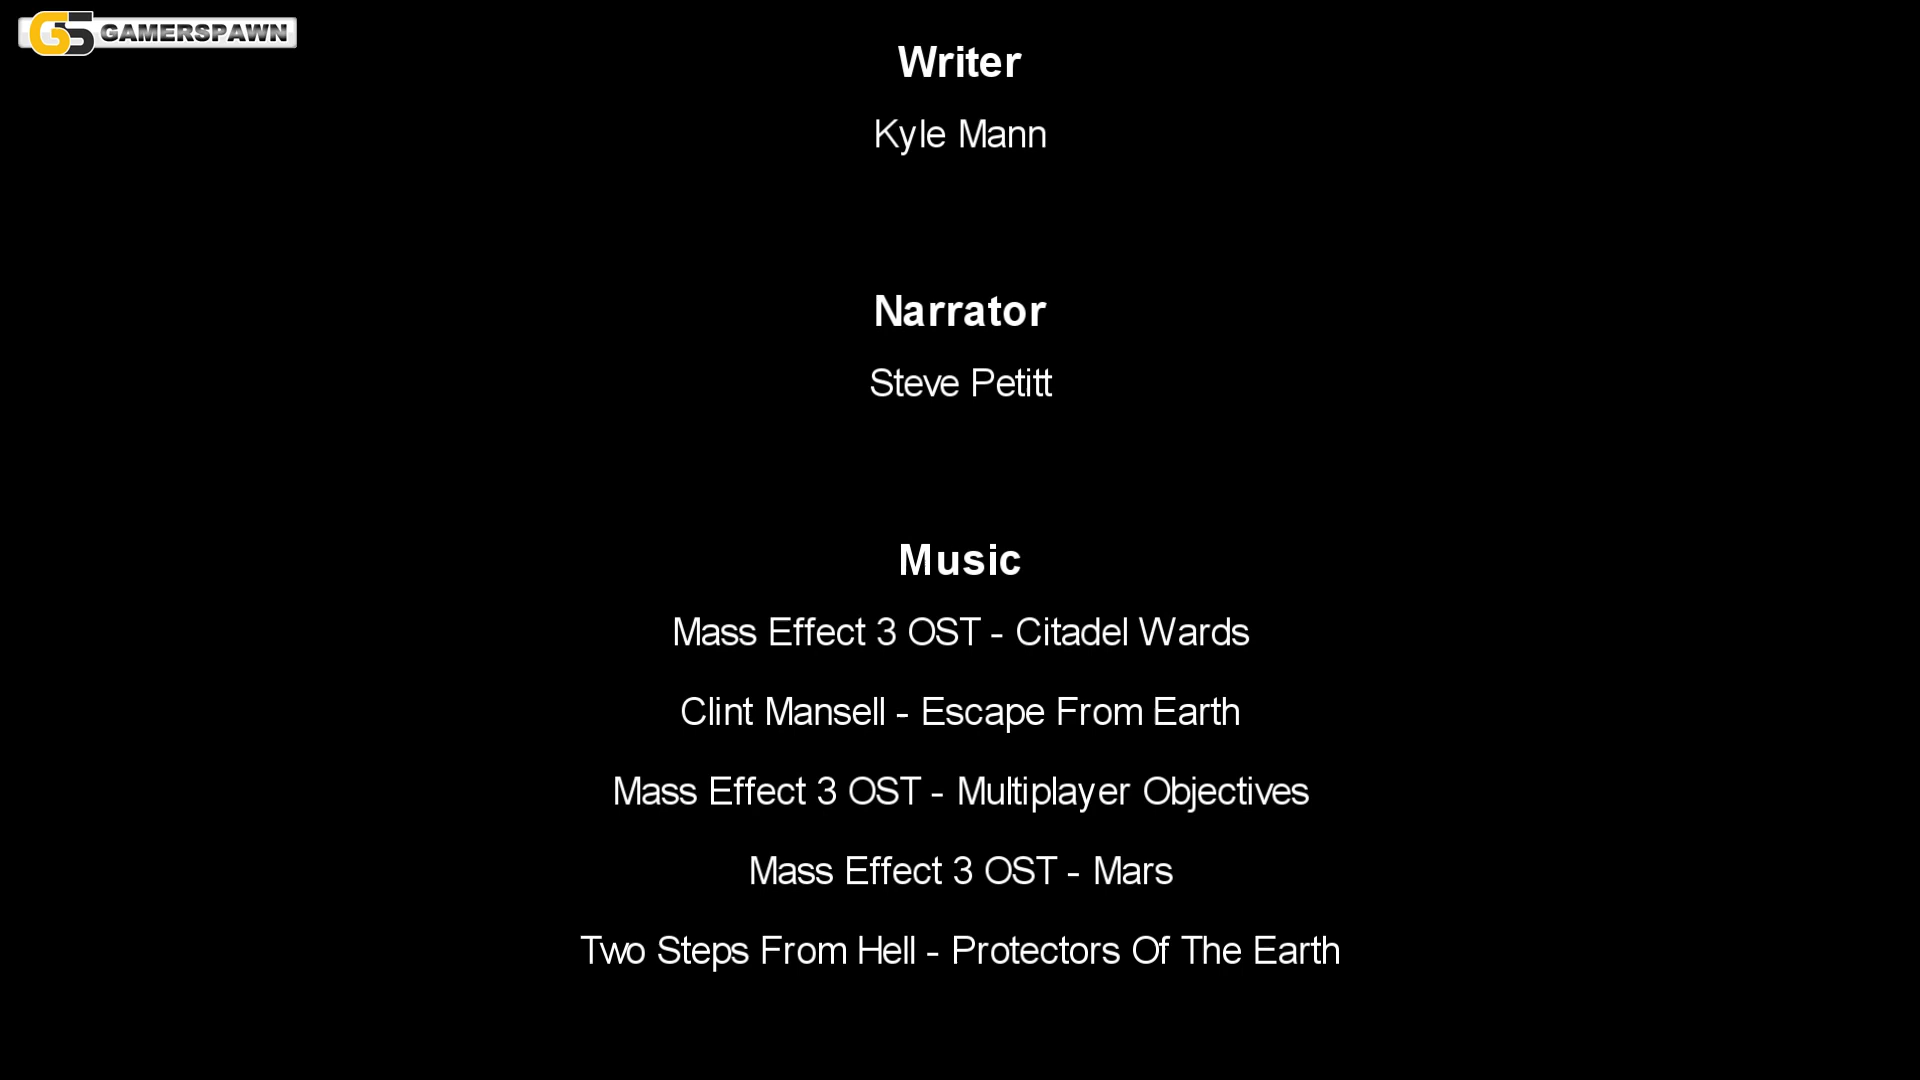 GS GAMERSPAWN
Writer
Kyle Mann
Narrator
Steve Petitt
Music
Mass Effect 3 OST - Citadel Wards
Clint Mansell - Escape From Earth
Mass Effect 3 OST - Multiplayer Objectives
Mass Effect 3 OST - Mars
Two Steps From Hell - Protectors Of The Earth